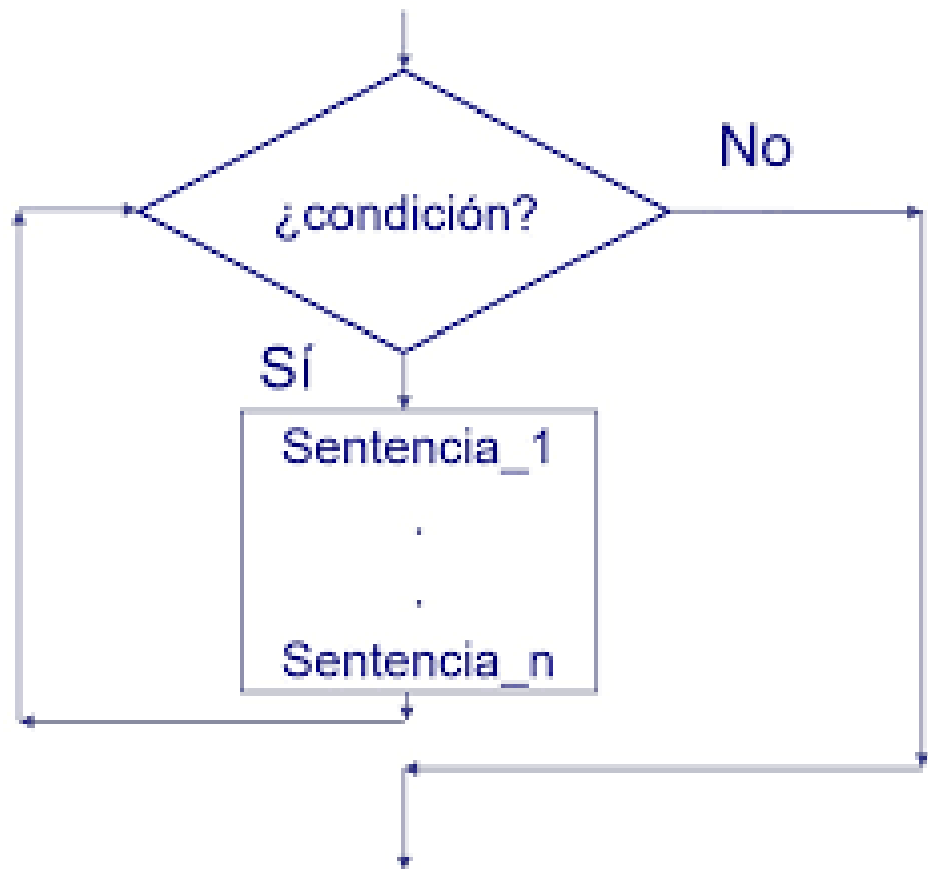 No
¿condición?
Sí
Sentencia_1
.
.
Sentencia_n